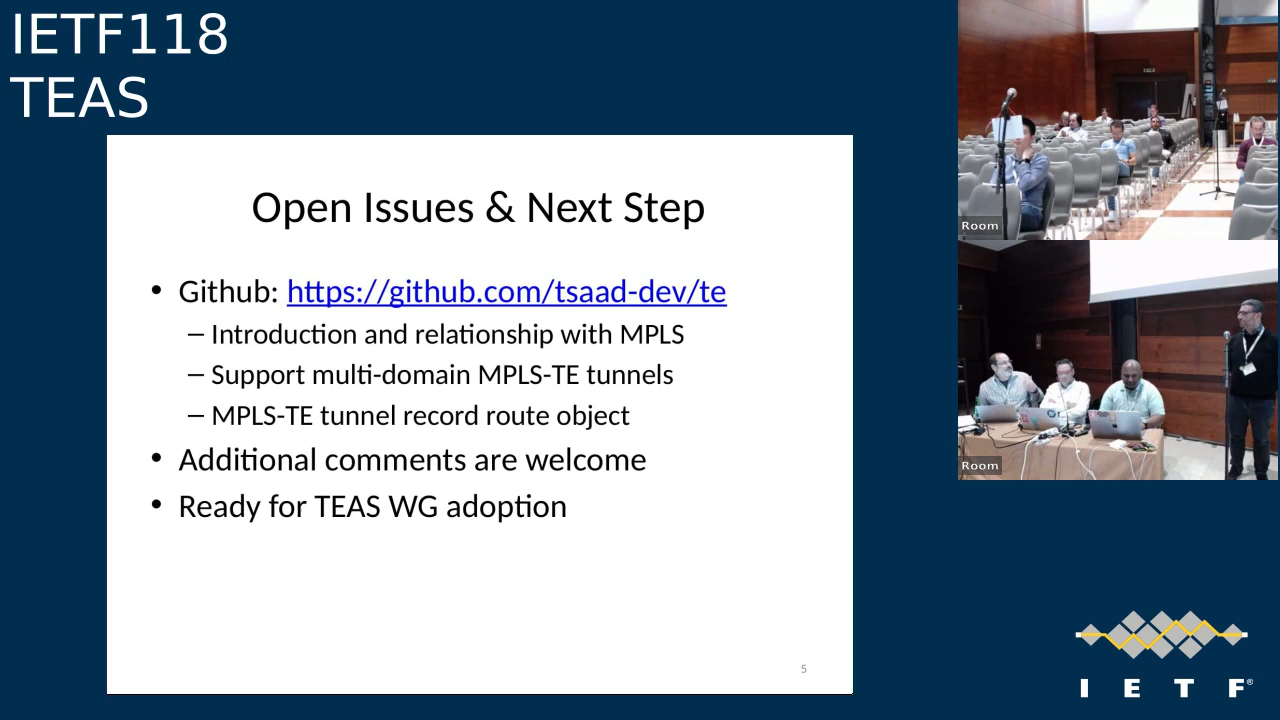 IETF118
TEAS
Open Issues & Next Step
• Github: https://github.com/tsaad-dev/te
– Introduction and relationship with MPLS
– Support multi-domain MPLS-TE tunnels
– MPLS-TE tunnel record route object
• Additional comments are welcome
• Ready for TEAS WG adoption
5
Room
Room
I E T F®